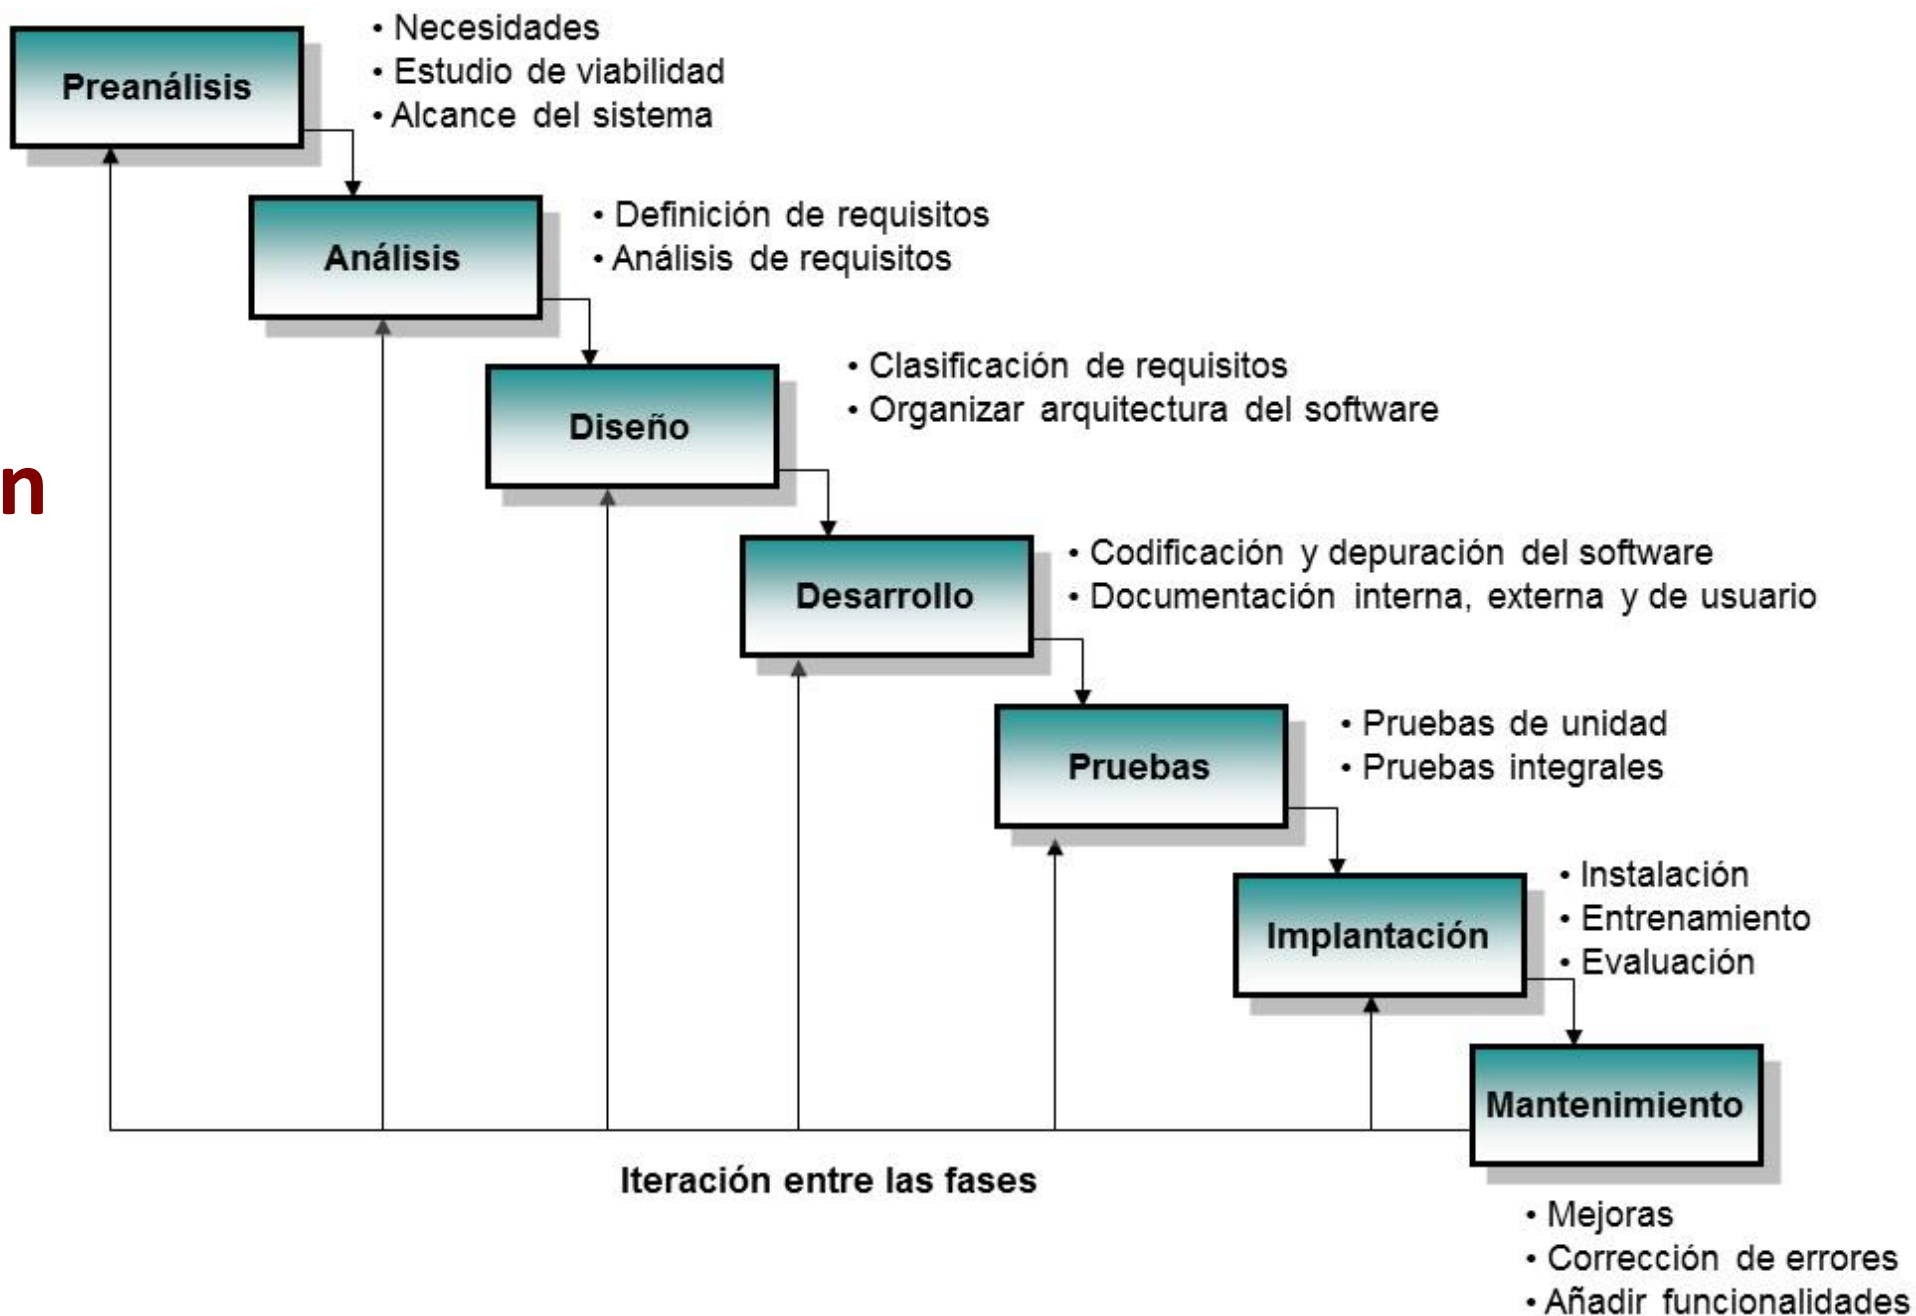 Preanálisis
• Necesidades
• Estudio de viabilidad
• Alcance del sistema
Análisis
• Definición de requisitos
• Análisis de requisitos
Diseño
• Clasificación de requisitos
• Organizar arquitectura del software
n
Desarrollo
• Codificación y depuración del software
• Documentación interna, externa y de usuario
Pruebas
• Pruebas de unidad
• Pruebas integrales
Implantación
• Instalación
• Entrenamiento
• Evaluación
Mantenimiento
Iteración entre las fases
• Mejoras
• Corrección de errores
• Añadir funcionalidades